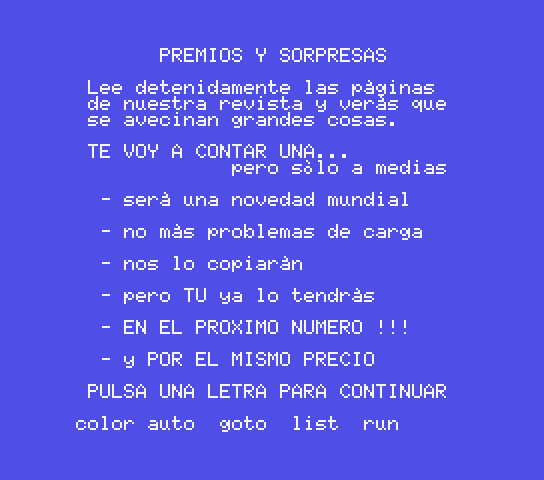 PREMIOS Y SORPRESAS
Lee detenidamente las pàginas
de nuestra revista y veràs que
se avecinan grandes cosas.
TE VOY A CONTAR UNA...
pero sòlo a medias
- serà una novedad mundial
- no màs problemas de carga
- nos lo copiaràn
- pero TU ya lo tendràs
- EN EL PROXIMO NUMERO !!!
- y POR EL MISMO PRECIO
PULSA UNA LETRA PARA CONTINUAR
color auto goto list run